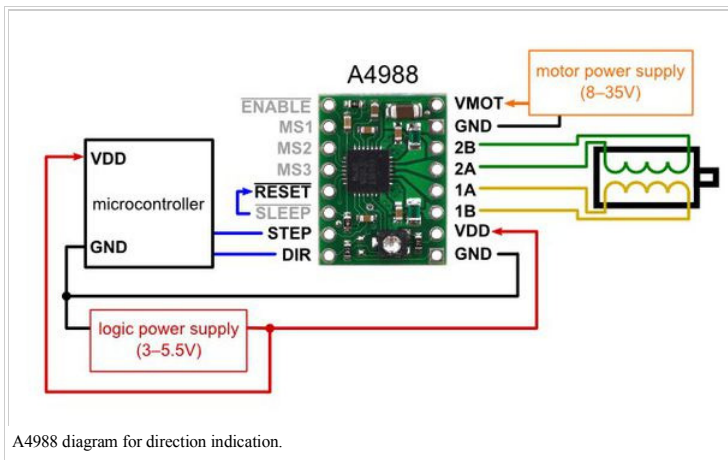 A4988
ENABLE
MS1
MS2
MS3
RESET
SLEEP
STEP
DIR
VMOT
GND
2B
2A
1A
1B
VDD
GND
motor power supply
(8–35V)
VDD
microcontroller
GND
logic power supply
(3–5.5V)
A4988 diagram for direction indication.